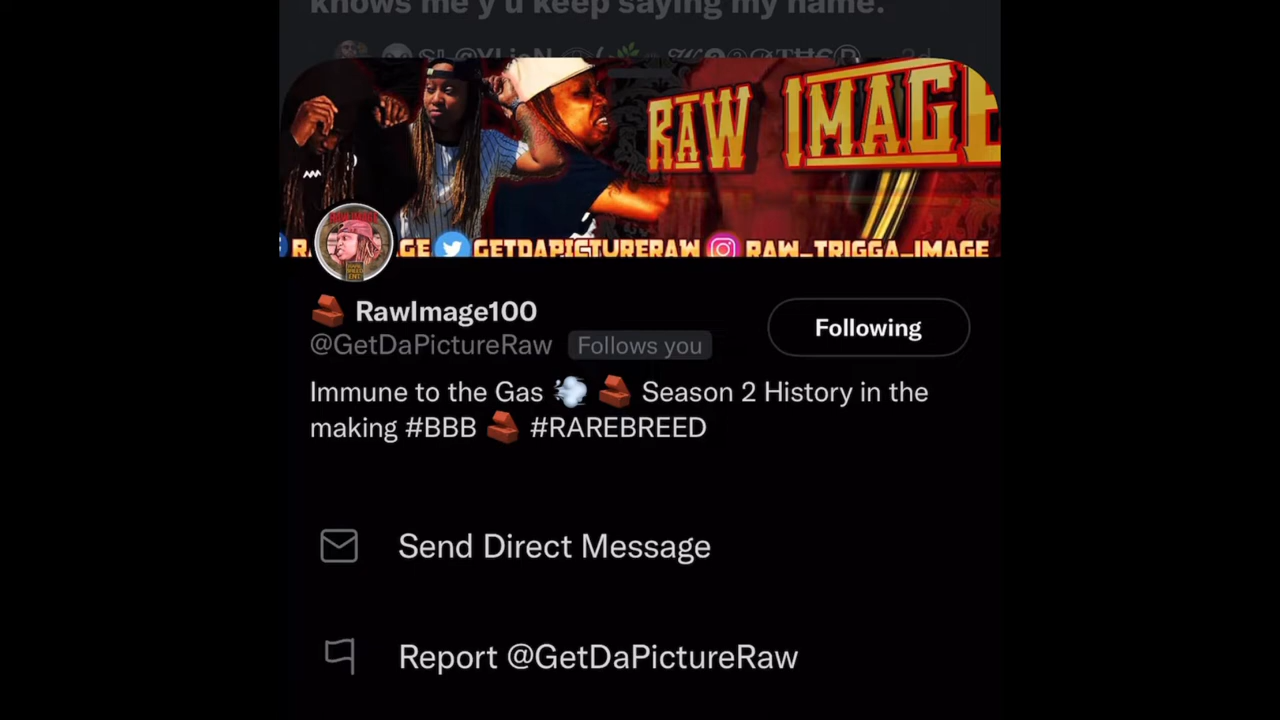 knows me y u keep saying my name.
2d
RAW IMAGE
GETDAPICTURERAW RAW_TRIGGA_IMAGE
RawImage100
@GetDaPictureRaw Follows you
Following
Immune to the Gas 💨 🧱 Season 2 History in the
making #BBB 🧱 #RAREBREED
Send Direct Message
Report @GetDaPictureRaw